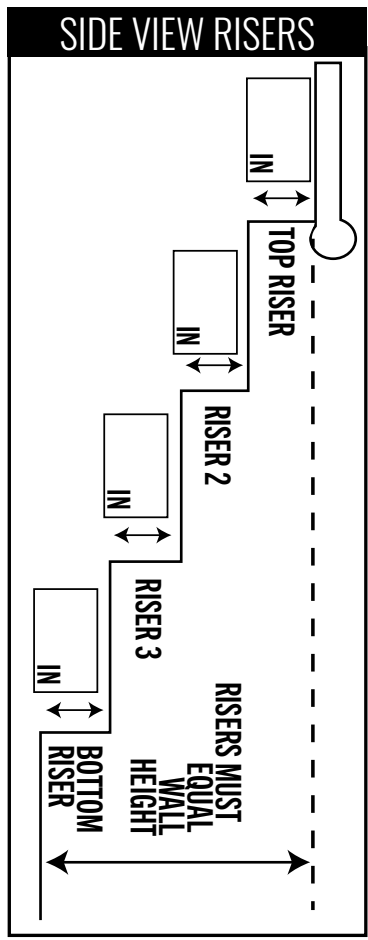 SIDE VIEW RISERS
IN
TOP RISER
IN
RISER 2
IN
RISER 3
IN
BOTTOM
RISER
RISERS MUST
EQUAL
WALL
HEIGHT